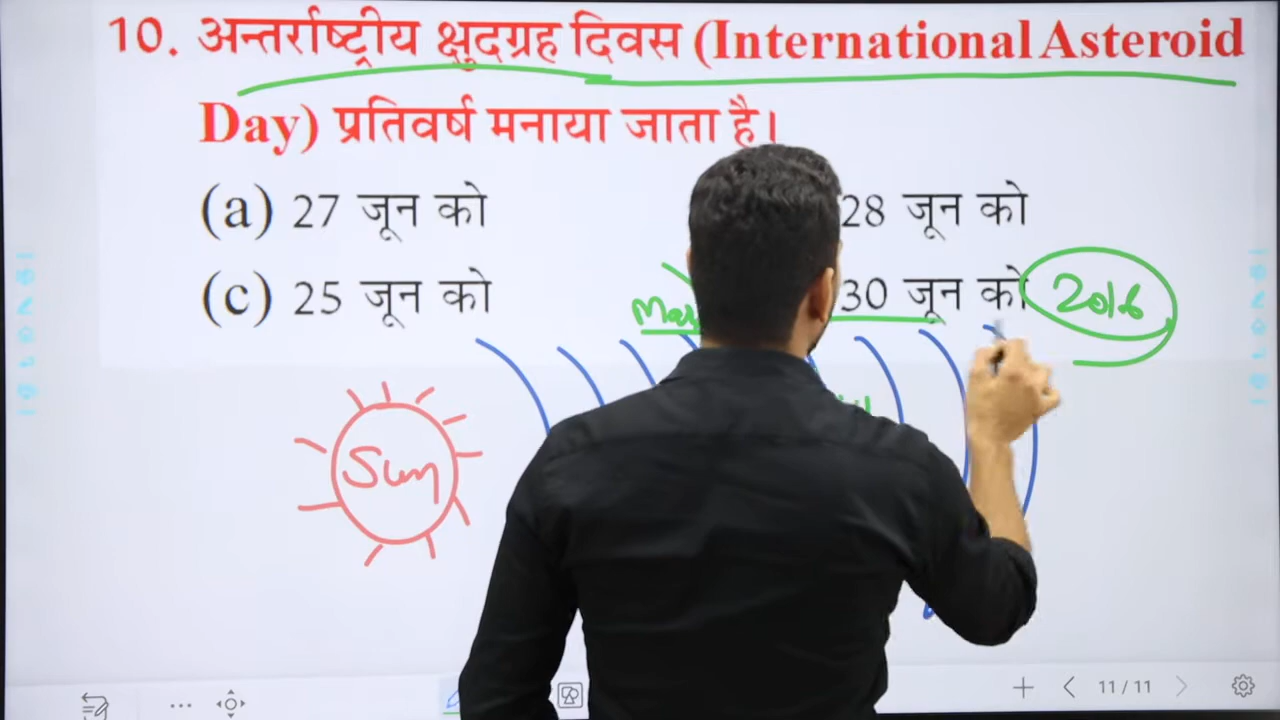 10. अन्तर्राष्ट्रीय क्षुदग्रह दिवस (International Asteroid
Day) प्रतिवर्ष मनाया जाता है।
(a) 27 जून को 28 जून को
(c) 25 जून को 30 जून को 2016
Sun
11 / 11